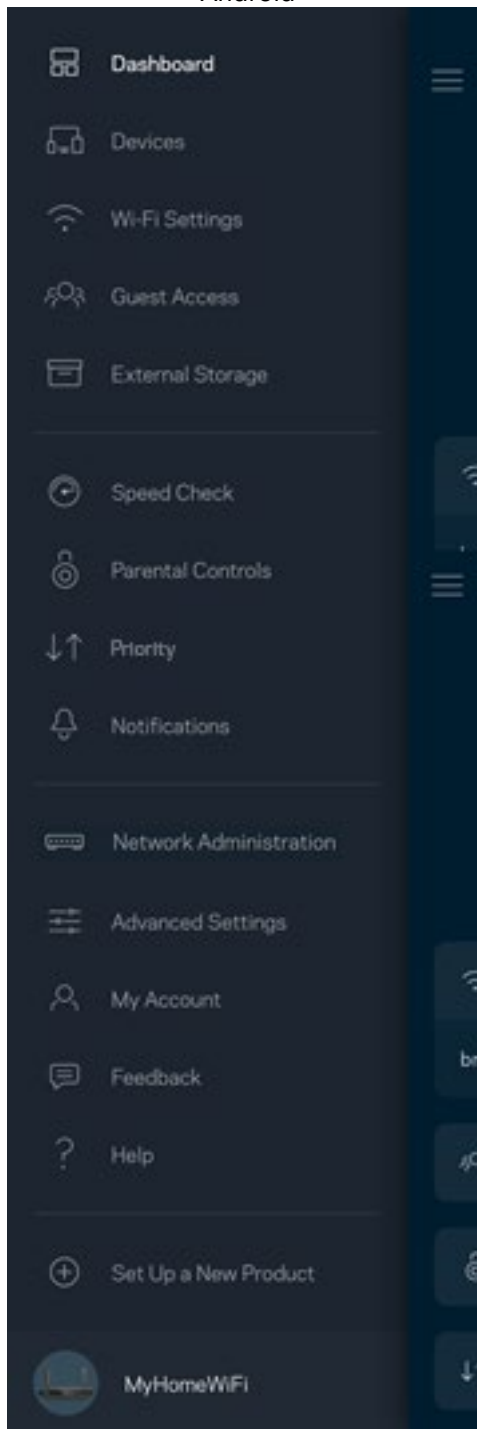 Android
Dashboard
Devices
Wi-Fi Settings
Guest Access
External Storage
Speed Check
Parental Controls
Priority
Notifications
Network Administration
Advanced Settings
My Account
Feedback
Help
Set Up a New Product
MyHomeWiFi